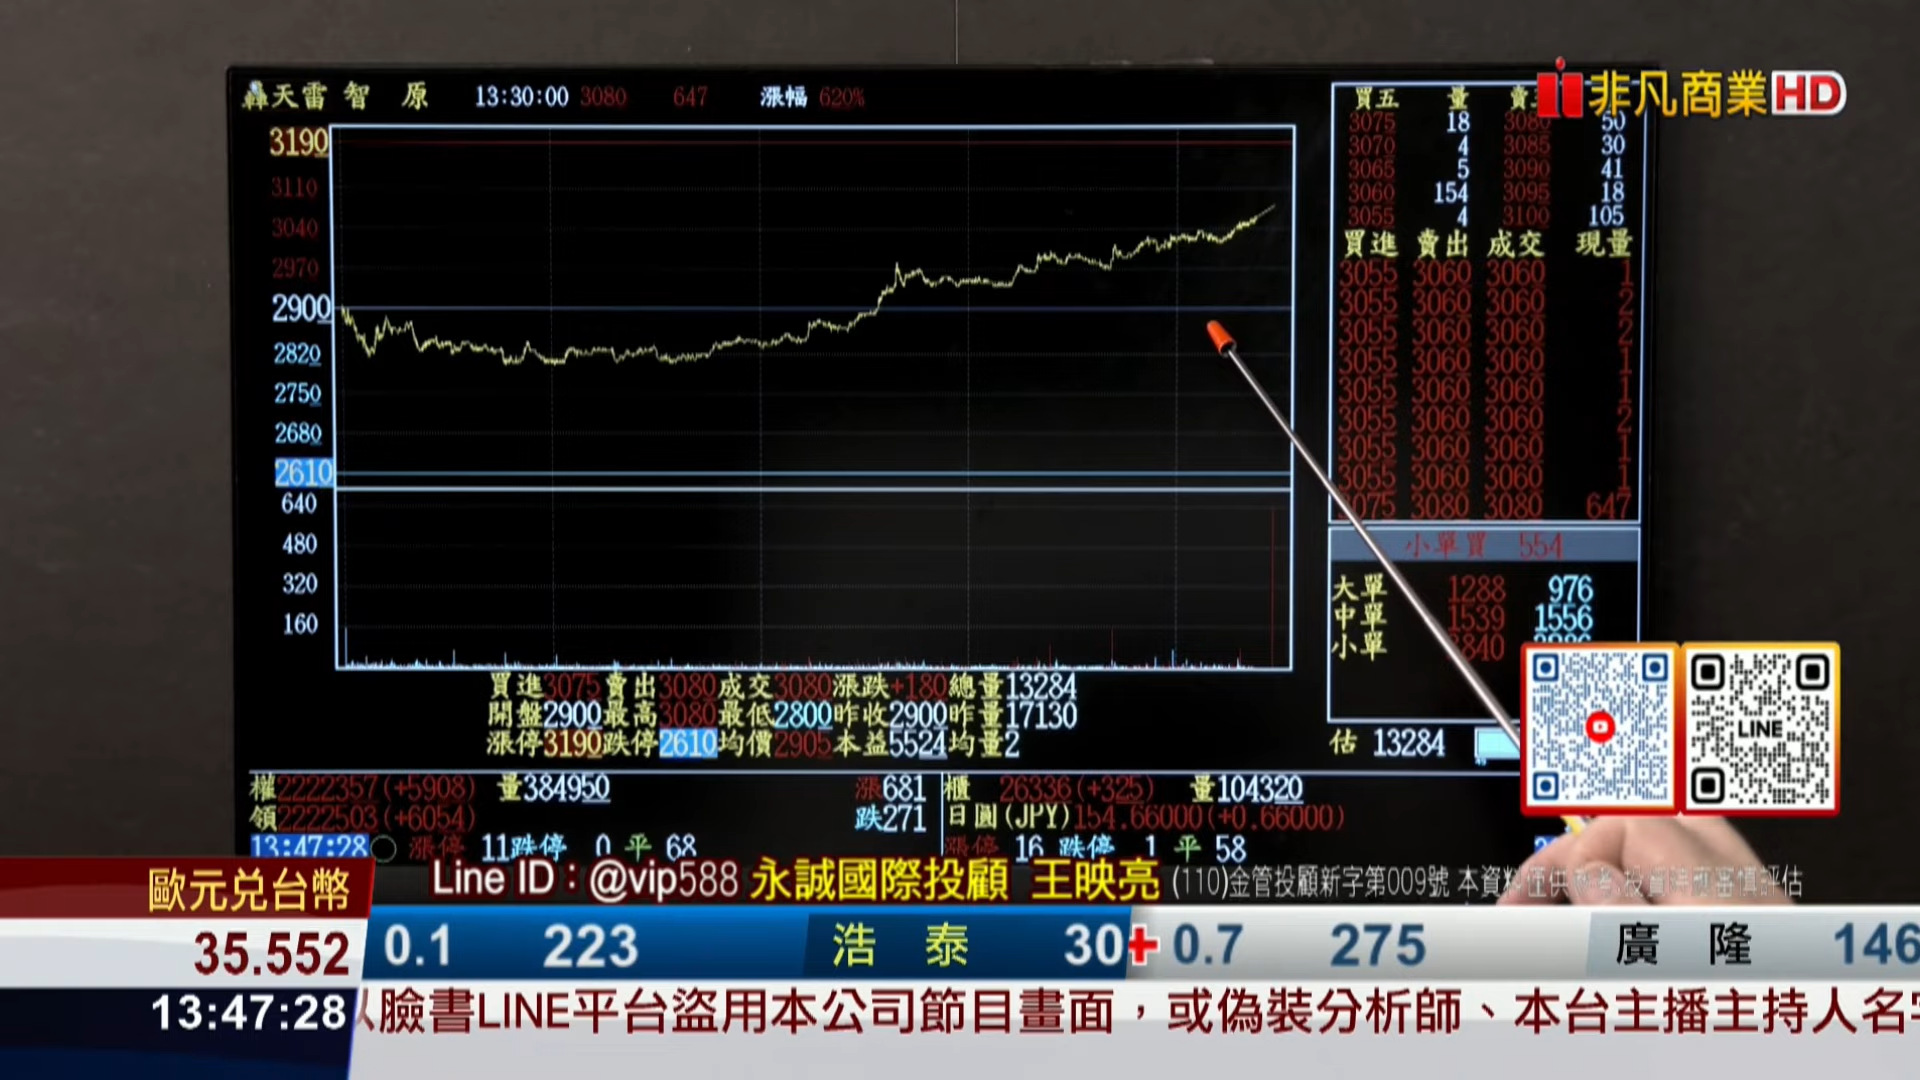 轟天雷 智 原 13:30:00 3080 647 漲幅 620%
非凡商業HD
3190
3110
3040
2970
2900
2820
2750
2680
2610
640
480
320
160
買五 量
3075 18 3080 50
3070 4 3085 30
3065 5 3090 41
3060 154 3095 18
3055 4 3100 105
買進 賣出 成交 現量
3055 3060 3060 1
3055 3060 3060 2
3055 3060 3060 2
3055 3060 3060 1
3055 3060 3060 1
3055 3060 3060 2
3055 3060 3060 1
3055 3060 3060 1
3075 3080 3080 647
小單買 554
大單 1288 976
中單 1539 1556
小單
買進3075賣出3080成交3080漲跌+180總量13284
開盤2900最高3080最低2800昨收2900昨量17130
漲停3190跌停2610均價2905本益5524均量2
估 13284
LINE
權2222357(+5908) 量384950 漲681 櫃 26336(+325) 量104320
領2222503(+6054) 跌271 日圓(JPY)154.66000(+0.66000)
13:47:28 漲停 11跌停 0 平 68 漲停 16 跌停 1 平 58
Line ID：@vip588 永誠國際投顧 王映亮 (110)金管投顧新字第009號
歐元兌台幣
35.552
0.1 223 浩 泰 30+0.7 275 廣 隆 146
13:47:28
臉書LINE平台盜用本公司節目畫面，或偽裝分析師、本台主播主持人名